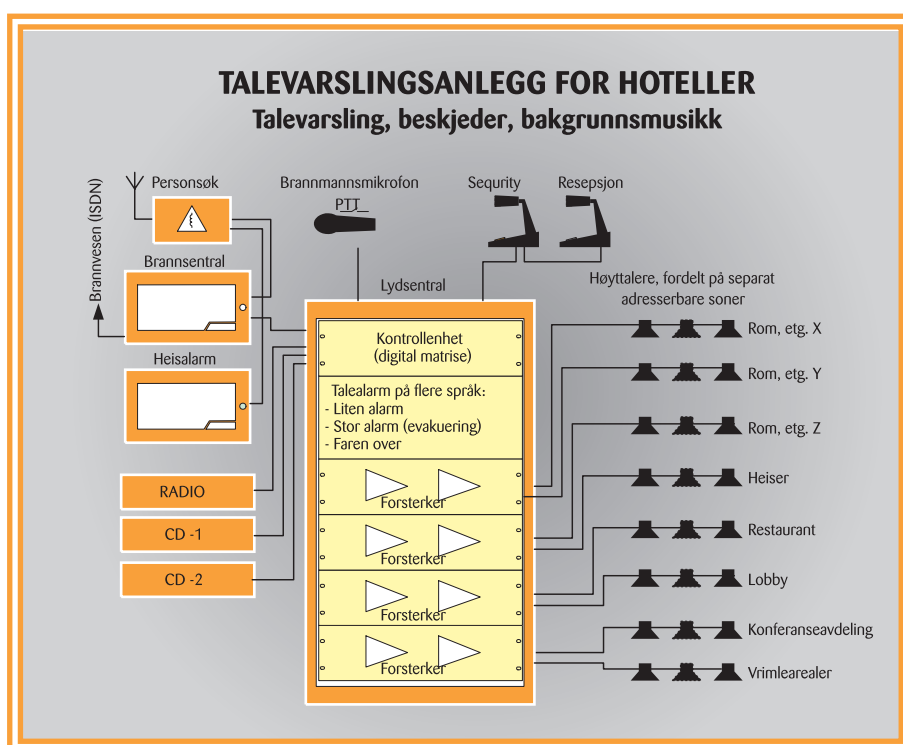 TALEVARSLINGSANLEGG FOR HOTELLER
Talevarsling, beskjeder, bakgrunnsmusikk
Brannvesen (ISDN)
Personsøk
Brannmannsmikrofon
PTT
Sequrity
Resepsjon
Brannsentral
Lydsentral
Høyttalere, fordelt på separat
adresserbare soner
Kontrollenhet
(digital matrise)
Heisalarm
Talealarm på flere språk:
- Liten alarm
- Stor alarm (evakuering)
- Faren over
RADIO
CD -1
CD -2
Forsterker
Forsterker
Forsterker
Forsterker
Rom, etg. X
Rom, etg. Y
Rom, etg. Z
Heiser
Restaurant
Lobby
Konferanseavdeling
Vrimlearealer